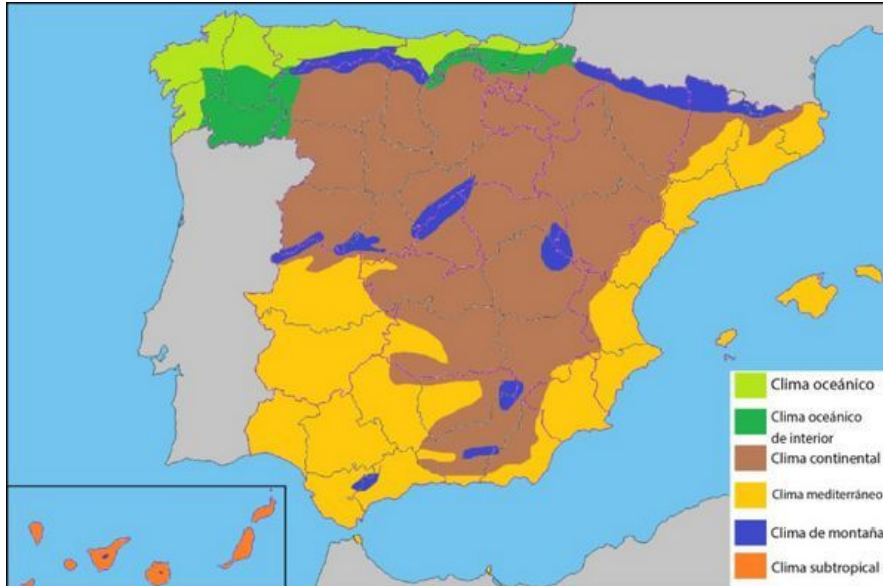 Clima oceánico
Clima oceánico
de interior
Clima continental
Clima mediterráneo
Clima de montaña
Clima subtropical